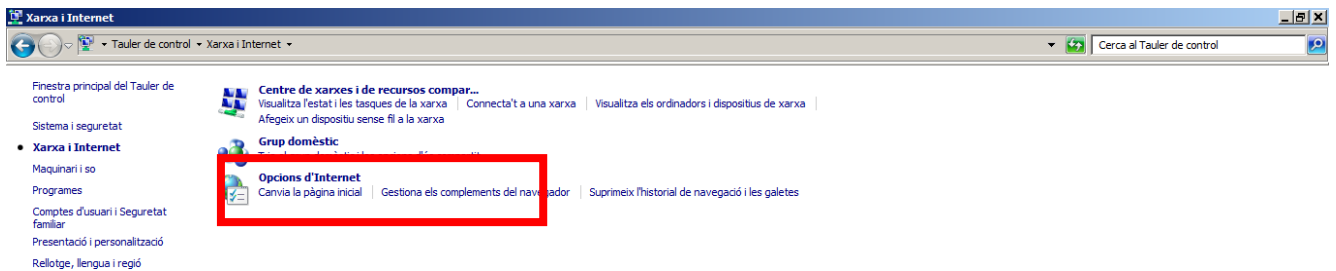 Xarxa i Internet
Tauler de control Xarxa i Internet
Cerca al Tauler de control
Finestra principal del Tauler de
control
Sistema i seguretat
Xarxa i Internet
Maquinari i so
Programes
Comptes d'usuari i Seguretat
familiar
Presentació i personalització
Rellotge, llengua i regió
Centre de xarxes i de recursos compar...
Visualitza l'estat i les tasques de la xarxa Connecta't a una xarxa Visualitza els ordinadors i dispositius de xarxa
Afegeix un dispositiu sense fil a la xarxa
Grup domèstic
Opcions d'Internet
Canvia la pàgina inicial Gestiona els complements del navegador Suprimeix l'historial de navegació i les galetes